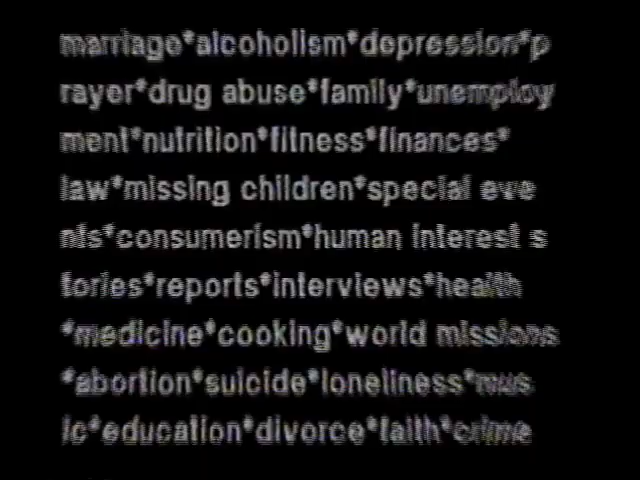 marriage*alcoholism*depression*p
rayer*drug abuse*family*unemploy
ment*nutrition*fitness*finances*
law*missing children*special eve
nts*consumerism*human interest s
tories*reports*interviews*health
*medicine*cooking*world missions
*abortion*suicide*loneliness*mus
ic*education*divorce*faith*crime